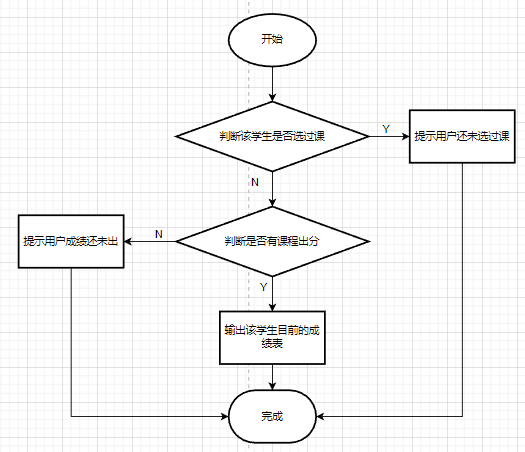 开始
判断该学生是否选过课
Y
提示用户还未选过课
N
判断是否有课程出分
N
提示用户成绩还未出
Y
输出该学生目前的成
绩表
完成